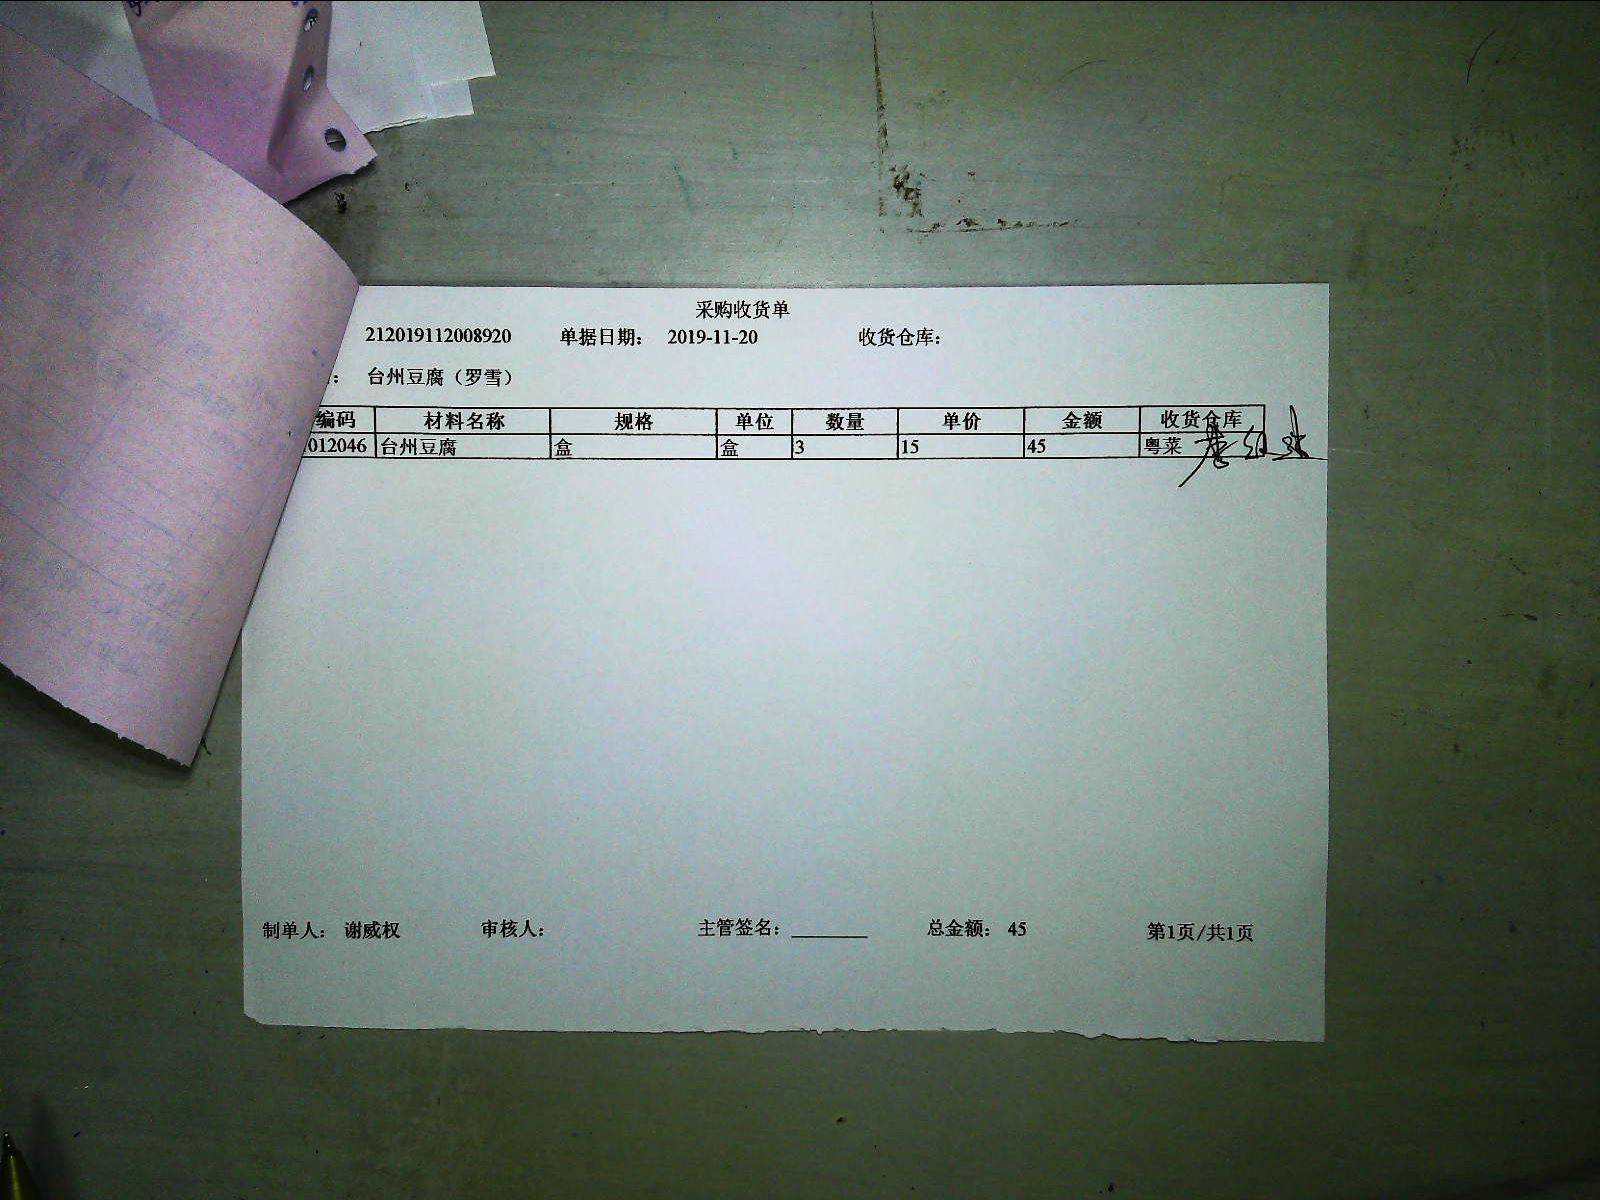 采购收货单
212019112008920 单据日期： 2019-11-20 收货仓库：
： 台州豆腐（罗雪）
编码 材料名称 规格 单位 数量 单价 金额 收货仓库
012046 台州豆腐 盒 盒 3 15 45 粤菜
制单人： 谢威权 审核人： 主管签名： 总金额： 45 第1页/共1页